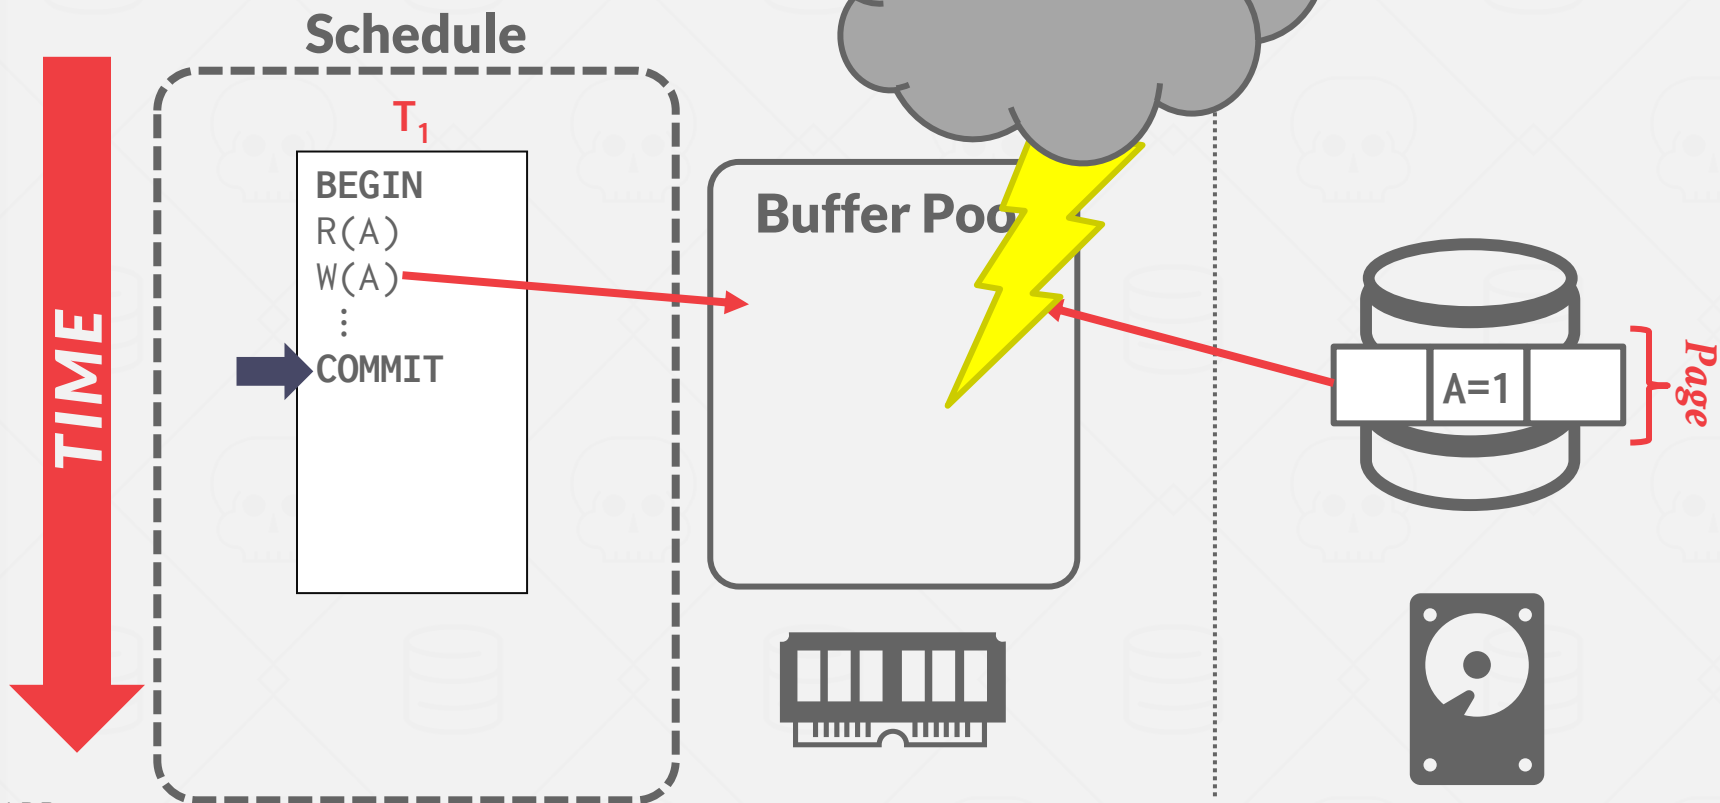 Schedule
TIME
T1
BEGIN
R(A)
W(A)
⋮
COMMIT
Buffer Poo
A=1
Page